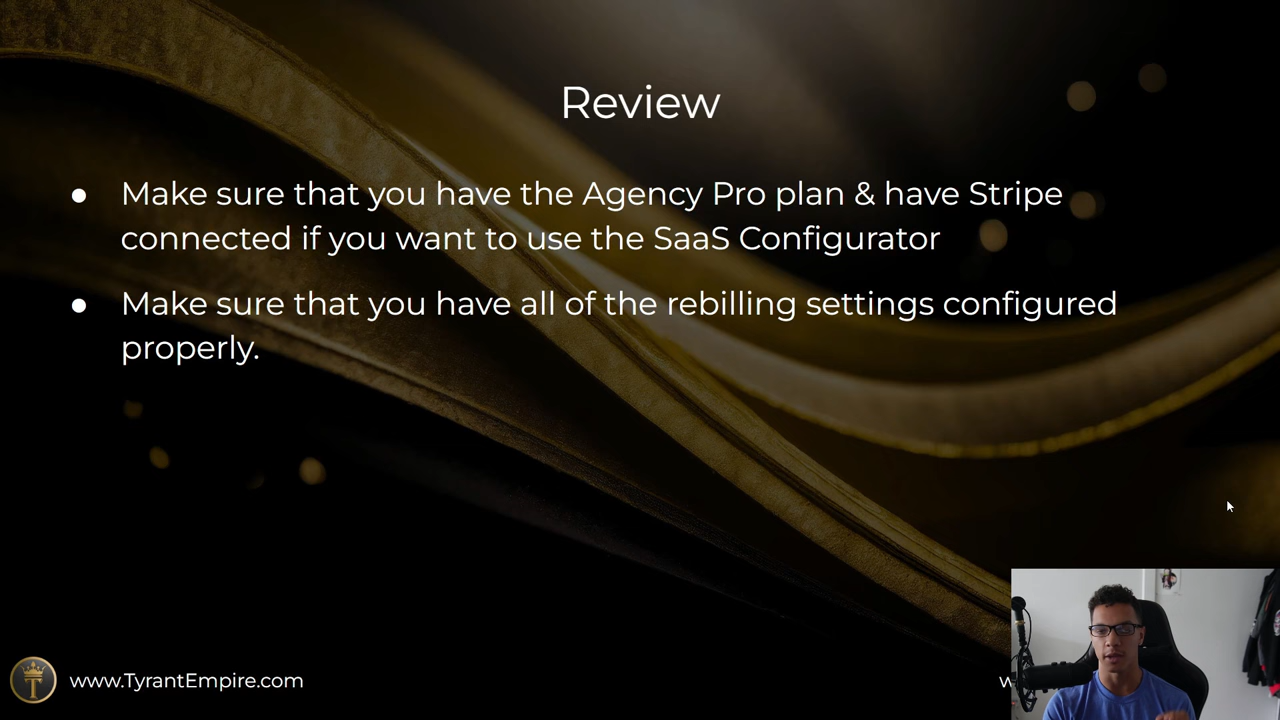 Review
● Make sure that you have the Agency Pro plan & have Stripe
connected if you want to use the SaaS Configurator
● Make sure that you have all of the rebilling settings configured
properly.
T
www.TyrantEmpire.com